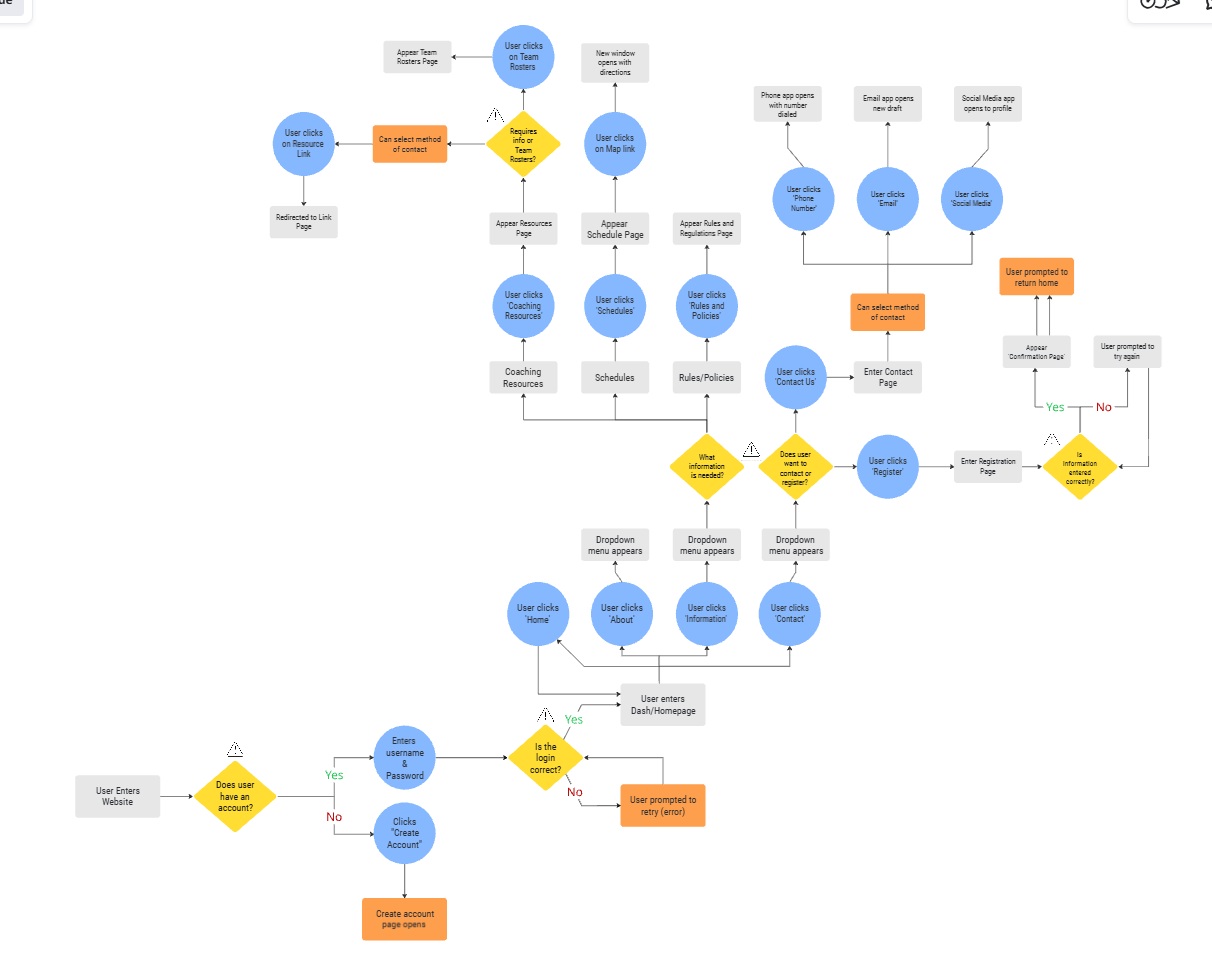 User clicks
on Team
Rosters
Appear Team
Rosters Page
New window
opens with
directions
Phone app opens
with number
dialed
Email app opens
new draft
Social Media app
opens to profile
User clicks
on Resource
Link
Can select method
of contact
Requires
info or
Team
Rosters?
User clicks
on Map link
User clicks
'Phone
Number'
User clicks
'Email'
User clicks
'Social Media'
Redirected to Link
Page
Appear Resources
Page
Appear
Schedule Page
Appear Rules and
Regulations Page
User prompted to
return home
User clicks
'Coaching
Resources'
User clicks
'Schedules'
User clicks
'Rules and
Policies'
Can select method
of contact
Appear
'Confirmation Page'
User prompted to
try again
Coaching
Resources
Schedules
Rules/Policies
User clicks
'Contact Us'
Enter Contact
Page
Yes
No
What
information
is needed?
Does user
want to
contact or
register?
User clicks
'Register'
Enter Registration
Page
Is
Information
entered
correctly?
Dropdown
menu appears
Dropdown
menu appears
Dropdown
menu appears
User clicks
'Home'
User clicks
'About'
User clicks
'Information'
User clicks
'Contact'
User enters
Dash/Homepage
Yes
Enters
username
&
Password
Is the
login
correct?
Yes
No
User Enters
Website
Does user
have an
account?
User prompted to
retry (error)
No
Clicks
"Create
Account"
Create account
page opens